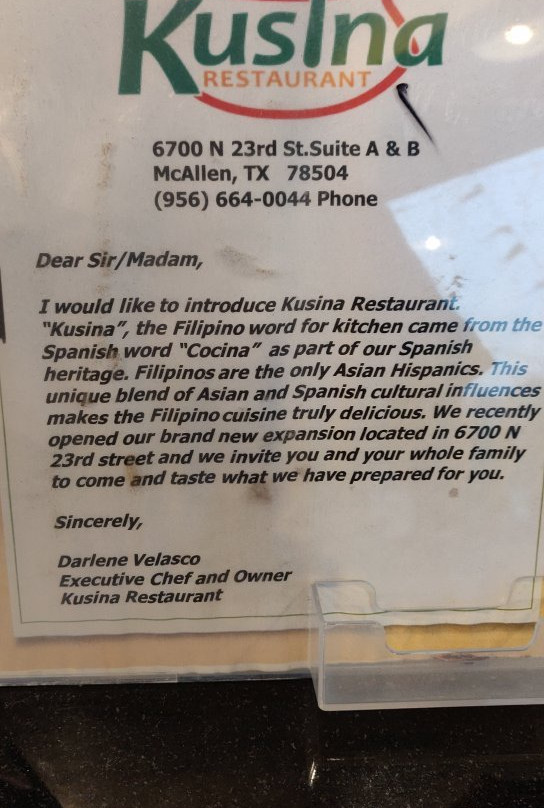 KusIna
RESTAURANT
6700 N 23rd St.Suite A & B
McAllen, TX 78504
(956) 664-0044 Phone
Dear Sir/Madam,
I would like to introduce Kusina Restaurant.
“Kusina”, the Filipino word for kitchen came from the
Spanish word “Cocina” as part of our Spanish
heritage. Filipinos are the only Asian Hispanics. This
unique blend of Asian and Spanish cultural influences
makes the Filipino cuisine truly delicious. We recently
opened our brand new expansion located in 6700 N
23rd street and we invite you and your whole family
to come and taste what we have prepared for you.
Sincerely,
Darlene Velasco
Executive Chef and Owner
Kusina Restaurant